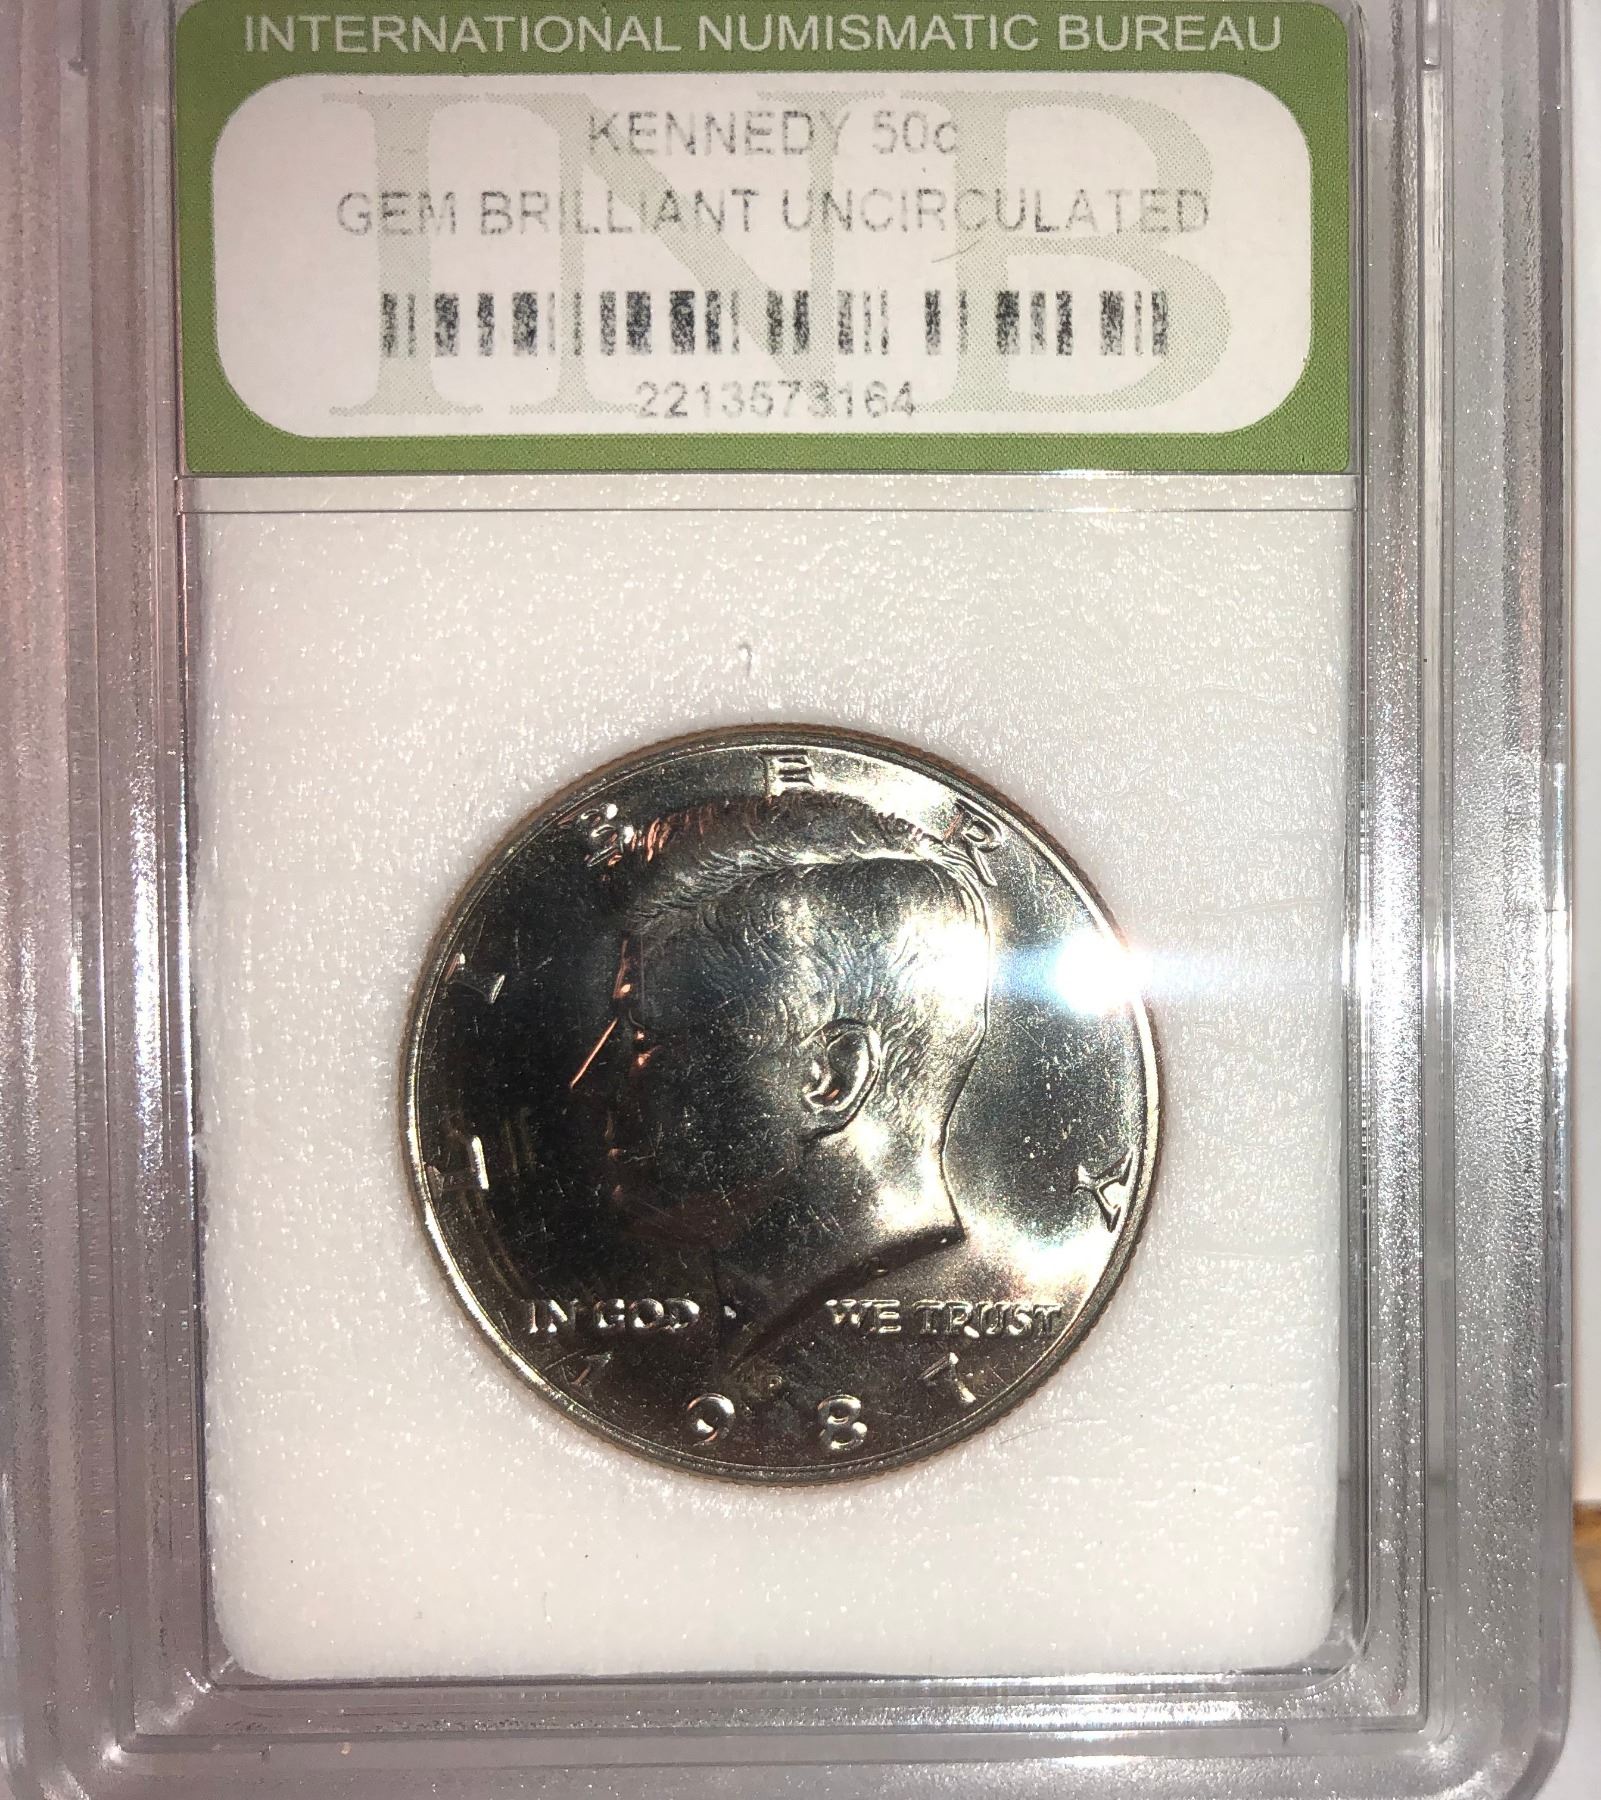 INTERNATIONAL NUMISMATIC BUREAU
INB
KENNEDY 50c
GEM BRILLIANT UNCIRCULATED
2213573164
LIBERTY
IN GOD WE TRUST
1987